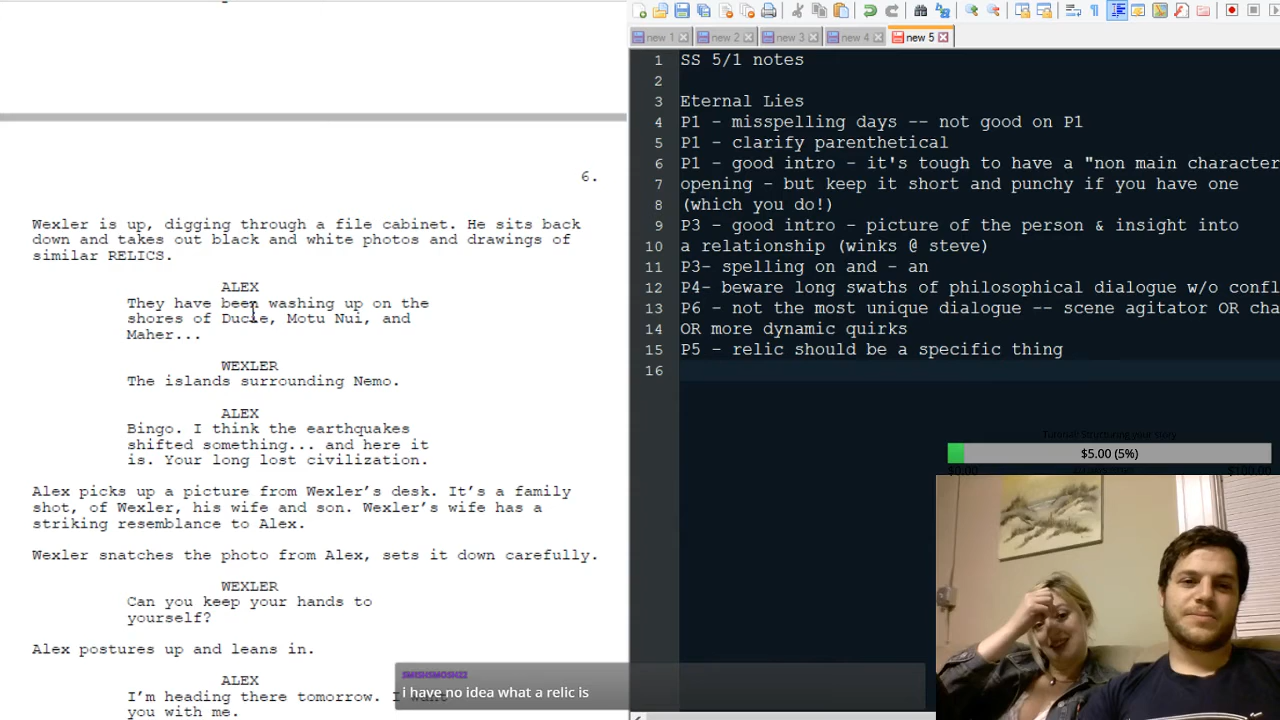 new 1
new 2
new 3
new 4
new 5
6.
Wexler is up, digging through a file cabinet. He sits back
down and takes out black and white photos and drawings of
similar RELICS.
ALEX
They have been washing up on the
shores of Ducie, Motu Nui, and
Maher...
WEXLER
The islands surrounding Nemo.
ALEX
Bingo. I think the earthquakes
shifted something... and here it
is. Your long lost civilization.
Alex picks up a picture from Wexler's desk. It's a family
shot, of Wexler, his wife and son. Wexler's wife has a
striking resemblance to Alex.
Wexler snatches the photo from Alex, sets it down carefully.
WEXLER
Can you keep your hands to
yourself?
Alex postures up and leans in.
ALEX
I'm heading there tomorrow. I want
you with me.
1 SS 5/1 notes
2
3 Eternal Lies
4 P1 - misspelling days -- not good on P1
5 P1 - clarify parenthetical
6 P1 - good intro - it's tough to have a "non main character
7 opening - but keep it short and punchy if you have one
8 (which you do!)
9 P3 - good intro - picture of the person & insight into
10 a relationship (winks @ steve)
11 P3- spelling on and - an
12 P4- beware long swaths of philosophical dialogue w/o confl
13 P6 - not the most unique dialogue -- scene agitator OR cha
14 OR more dynamic quirks
15 P5 - relic should be a specific thing
16
Tutorial: Structuring your story
$5.00 (5%)
$0.00
$100.00
SMISHSMOSH22
i have no idea what a relic is